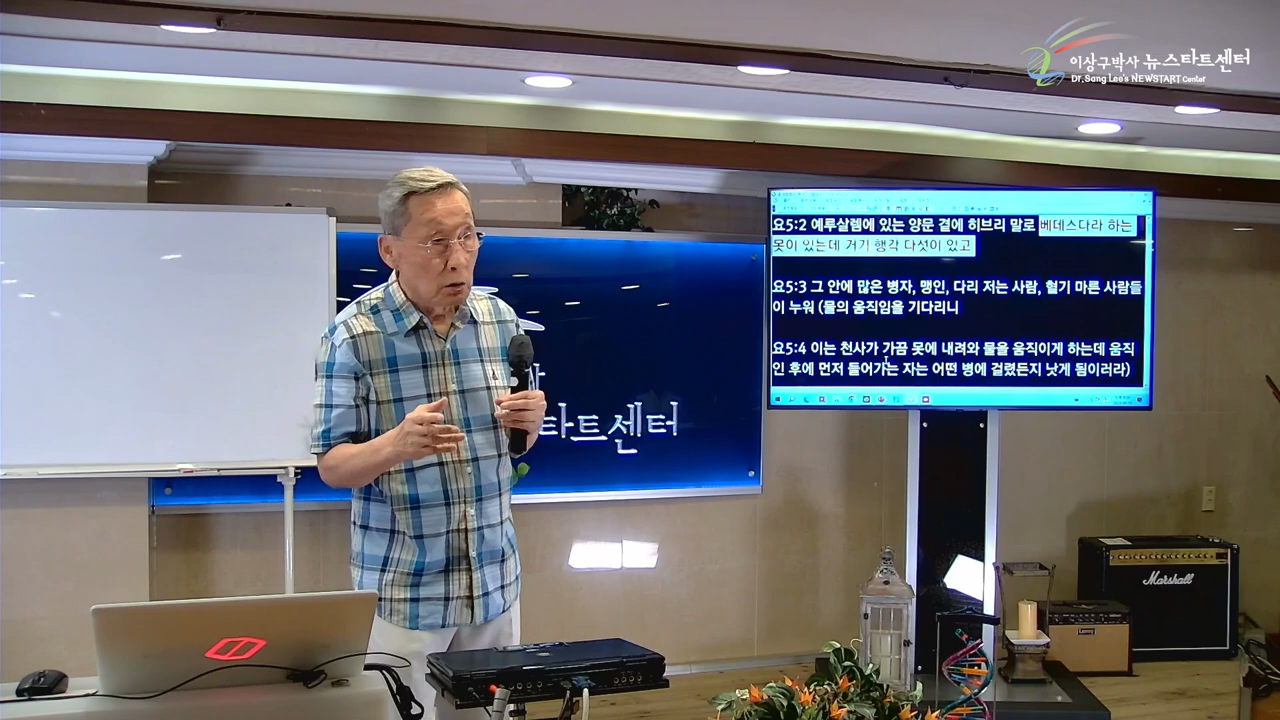 이상구박사 뉴스타트센터
Dr. Sang Lee's NEWSTART Center
요5:2 예루살렘에 있는 양문 곁에 히브리 말로 베데스다라 하는
못이 있는데 거기 행각 다섯이 있고
요5:3 그 안에 많은 병자, 맹인, 다리 저는 사람, 혈기 마른 사람들
이 누워 (물의 움직임을 기다리니
요5:4 이는 천사가 가끔 못에 내려와 물을 움직이게 하는데 움직
인 후에 먼저 들어가는 자는 어떤 병에 걸렸든지 낫게 됨이러라)
사
타트센터
Marshall
Laney